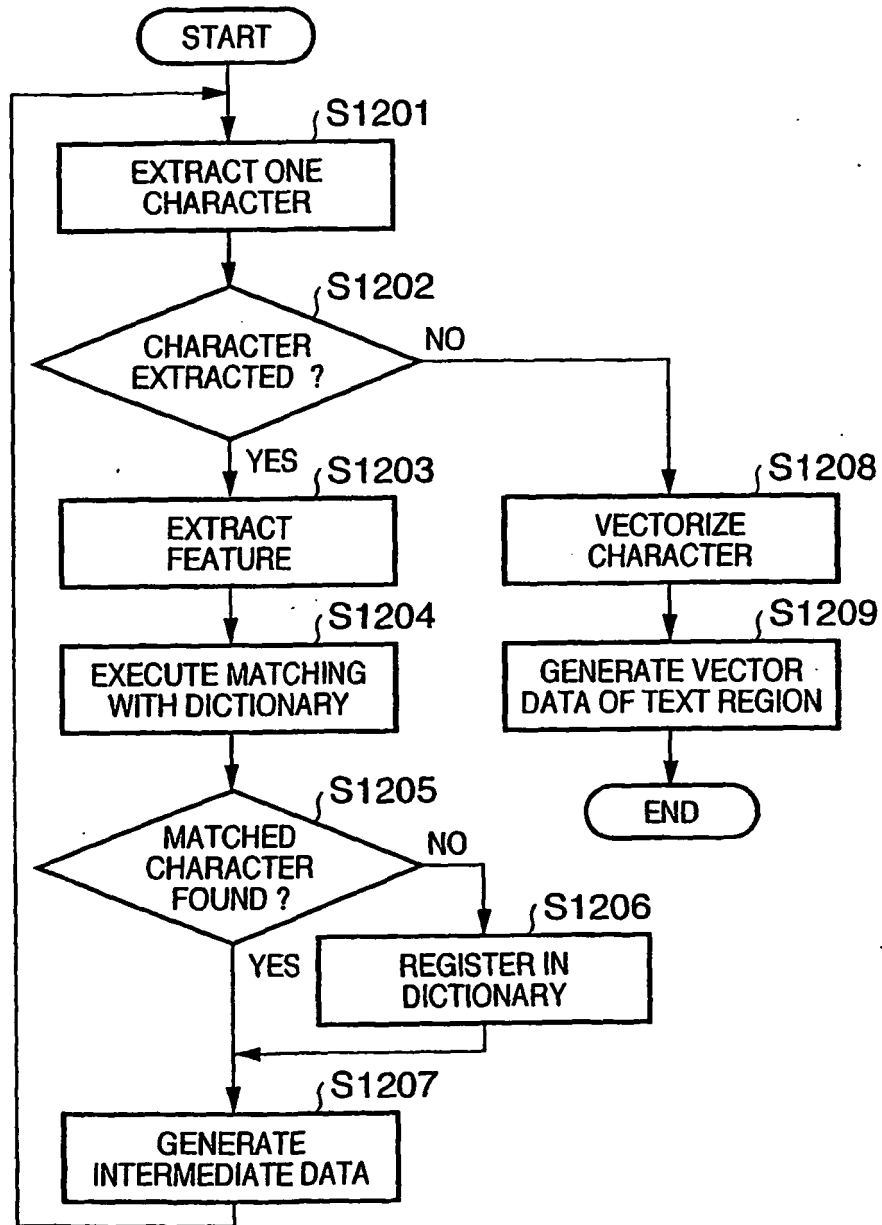 START
S1201
EXTRACT ONE
CHARACTER
S1202
CHARACTER
EXTRACTED ?
NO
YES
S1203
EXTRACT
FEATURE
S1204
EXECUTE MATCHING
WITH DICTIONARY
S1205
MATCHED
CHARACTER
FOUND ?
NO
YES
S1206
REGISTER IN
DICTIONARY
S1207
GENERATE
INTERMEDIATE DATA
S1208
VECTORIZE
CHARACTER
S1209
GENERATE VECTOR
DATA OF TEXT REGION
END